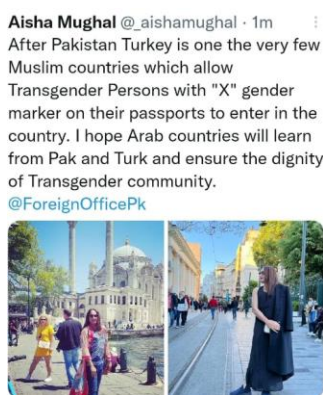 Aisha Mughal @_aishamughal · 1m
After Pakistan Turkey is one the very few
Muslim countries which allow
Transgender Persons with "X" gender
marker on their passports to enter in the
country. I hope Arab countries will learn
from Pak and Turk and ensure the dignity
of Transgender community.
@ForeignOfficePk